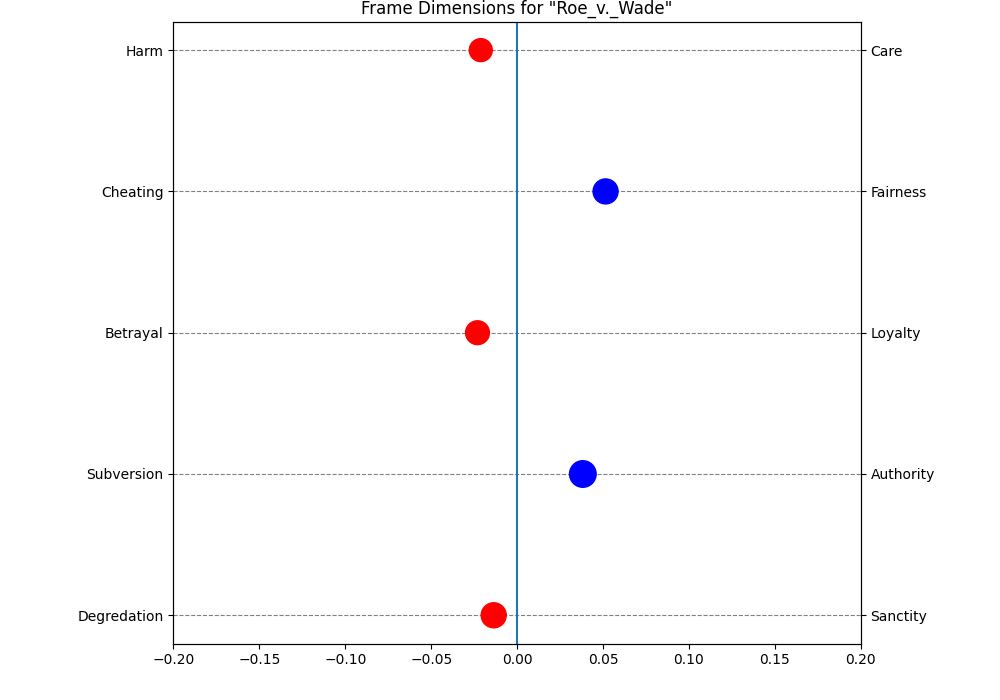 Frame Dimensions for "Roe_v._Wade"
Harm Care
Cheating Fairness
Betrayal Loyalty
Subversion Authority
Degredation Sanctity
−0.20 −0.15 −0.10 −0.05 0.00 0.05 0.10 0.15 0.20